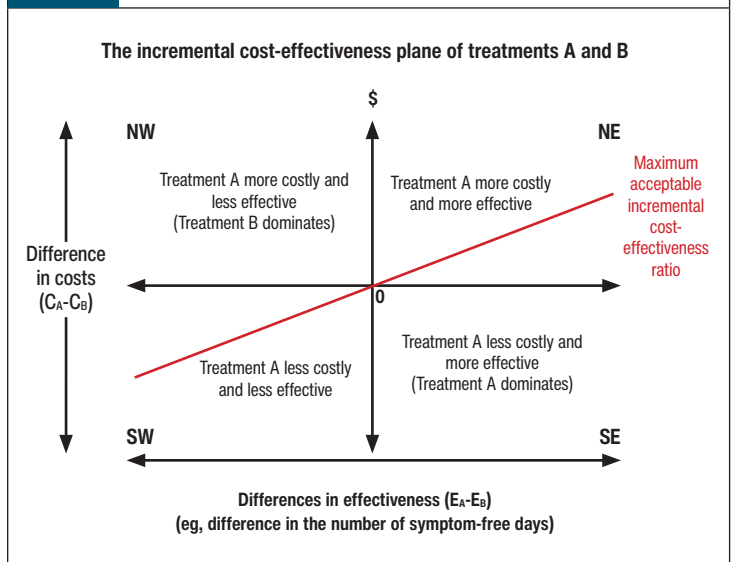 The incremental cost-effectiveness plane of treatments A and B
$
NW
NE
Treatment A more costly and
less effective
(Treatment B dominates)
Treatment A more costly
and more effective
Maximum
acceptable
incremental
cost-
effectiveness
ratio
Difference
in costs
(CA-CB)
0
Treatment A less costly
and less effective
Treatment A less costly and
more effective
(Treatment A dominates)
SW
SE
Differences in effectiveness (EA-EB)
(eg, difference in the number of symptom-free days)